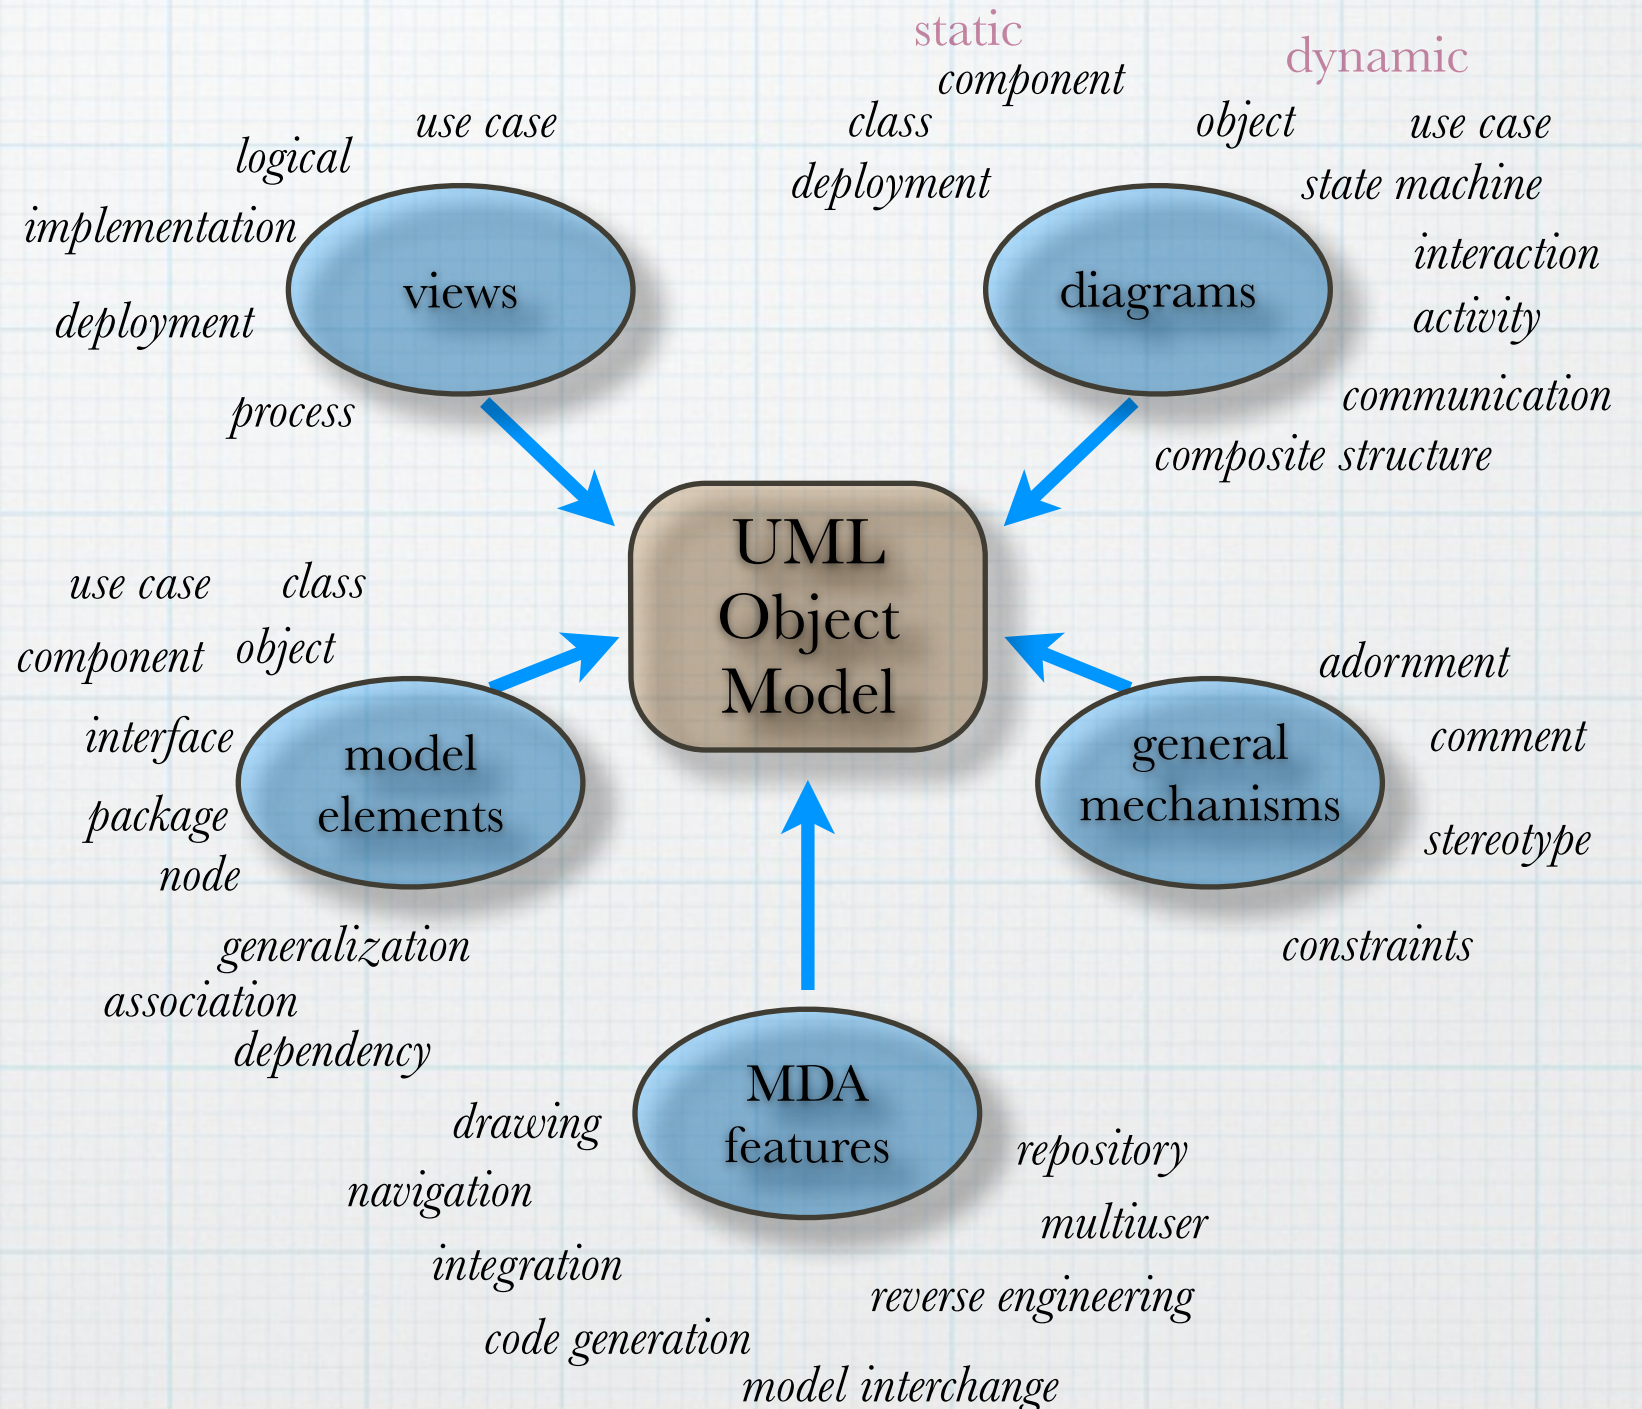 static
dynamic
component
class
object
use case
deployment
state machine
interaction
activity
communication
composite structure
diagrams
use case
logical
implementation
deployment
process
views
UML
Object
Model
use case
class
component
object
interface
package
node
generalization
association
dependency
model
elements
adornment
comment
stereotype
constraints
general
mechanisms
MDA
features
drawing
navigation
integration
code generation
model interchange
reverse engineering
multiuser
repository